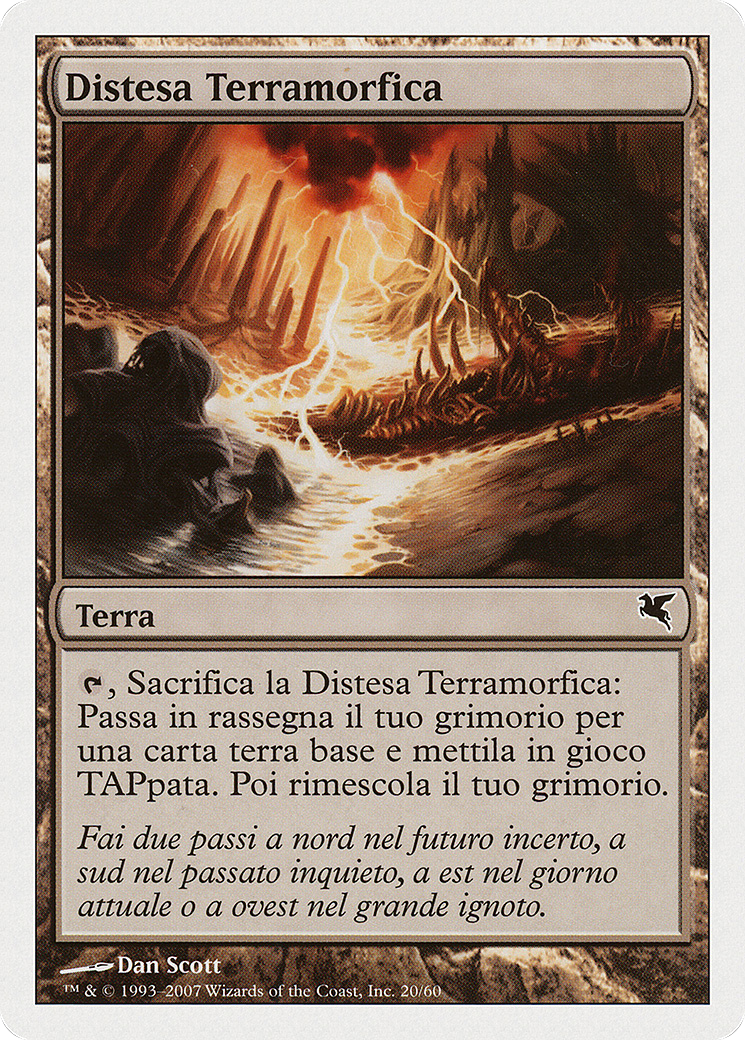 Distesa Terramorfica
Terra
, Sacrifica la Distesa Terramorfica:
Passa in rassegna il tuo grimorio per
una carta terra base e mettila in gioco
TAPpata. Poi rimescola il tuo grimorio.
Fai due passi a nord nel futuro incerto, a
sud nel passato inquieto, a est nel giorno
attuale o a ovest nel grande ignoto.
Dan Scott
™ & © 1993–2007 Wizards of the Coast, Inc. 20/60